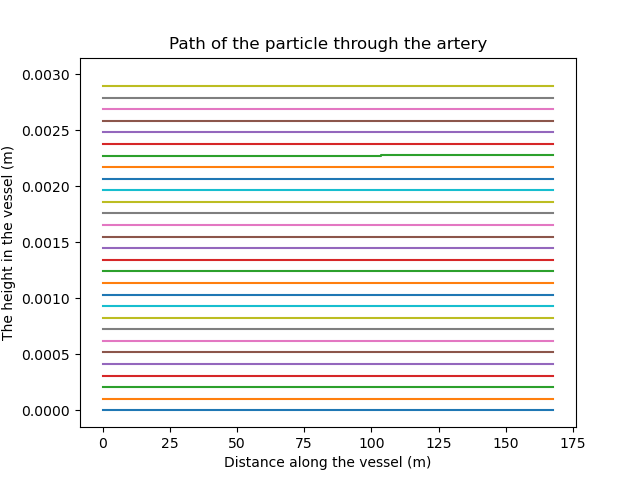 Path of the particle through the artery
The height in the vessel (m)
0.0030
0.0025
0.0020
0.0015
0.0010
0.0005
0.0000
0 25 50 75 100 125 150 175
Distance along the vessel (m)